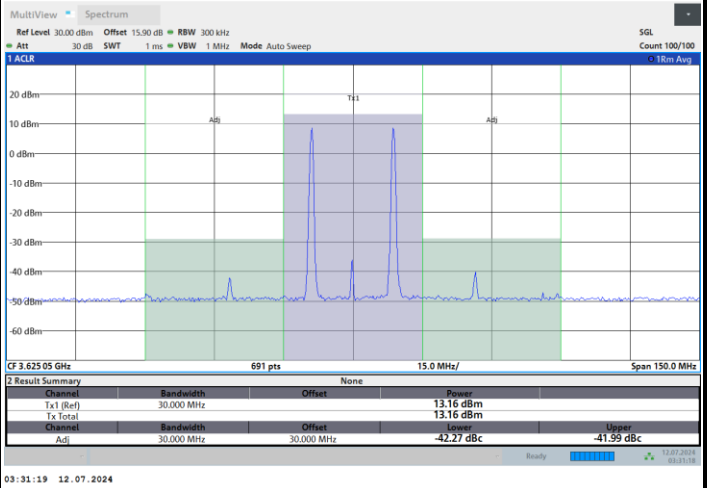 MultiView Spectrum
Ref Level 30.00 dBm Offset 15.90 dB RBW 300 kHz SGL
Att 30 dB SWT 1 ms VBW 1 MHz Mode Auto Sweep Count 100/100
1 ACLR 1Rm Avg
20 dBm
Tx1
10 dBm Adj Adj
0 dBm
-10 dBm
-20 dBm
-30 dBm
-40 dBm
-50 dBm
-60 dBm
CF 3.625 05 GHz 691 pts 15.0 MHz/ Span 150.0 MHz
2 Result Summary None
Channel Bandwidth Offset Power
Tx1 (Ref) 30.000 MHz 13.16 dBm
Tx Total 13.16 dBm
Channel Bandwidth Offset Lower Upper
Adj 30.000 MHz 30.000 MHz -42.27 dBc -41.99 dBc
Ready 12.07.2024
03:31:18
03:31:19 12.07.2024